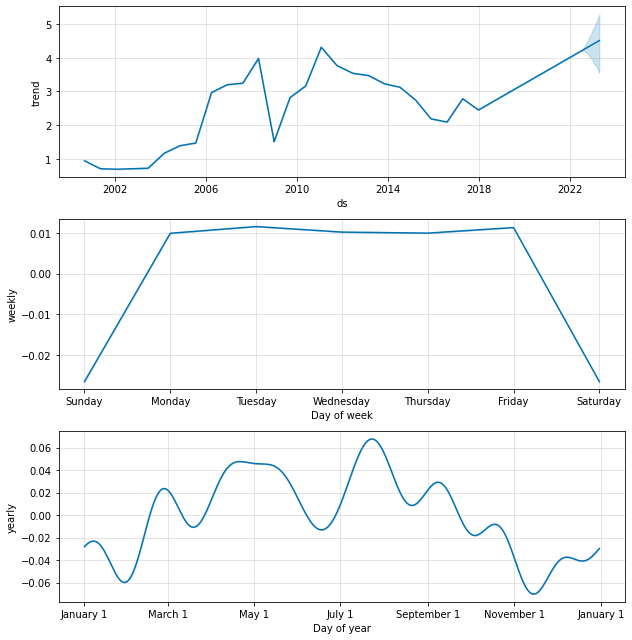 5
4
3
2
1
trend
2002 2006 2010 2014 2018 2022
ds
0.01
0.00
−0.01
−0.02
weekly
Sunday Monday Tuesday Wednesday Thursday Friday Saturday
Day of week
0.06
0.04
0.02
0.00
−0.02
−0.04
−0.06
yearly
January 1 March 1 May 1 July 1 September 1 November 1 January 1
Day of year